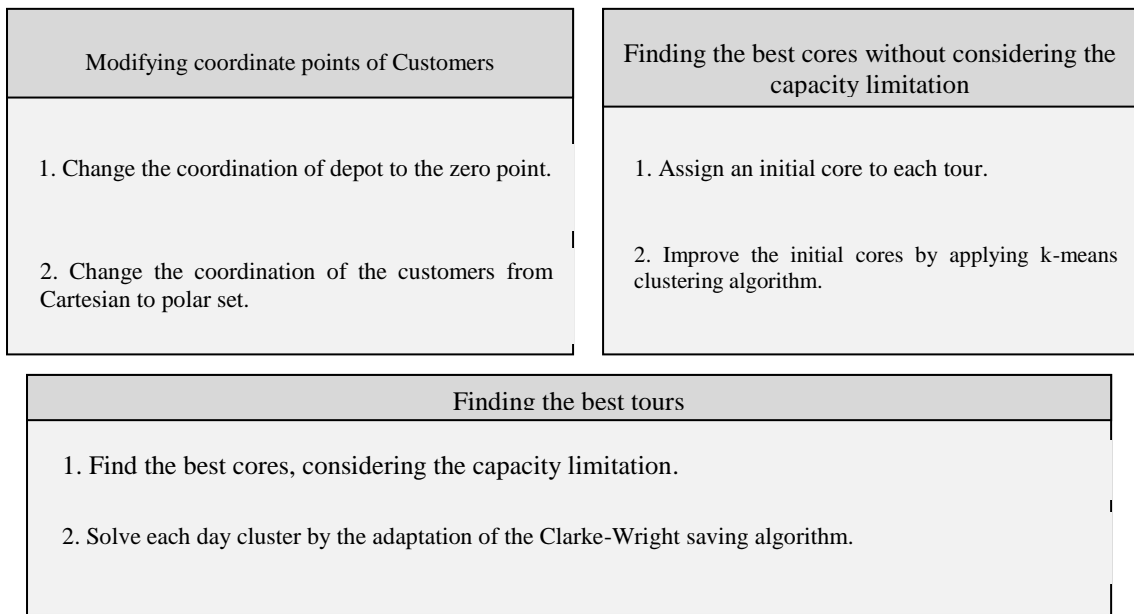 Modifying coordinate points of Customers
1. Change the coordination of depot to the zero point.
2. Change the coordination of the customers from
Cartesian to polar set.
Finding the best cores without considering the
capacity limitation
1. Assign an initial core to each tour.
2. Improve the initial cores by applying k-means
clustering algorithm.
Finding the best tours
1. Find the best cores, considering the capacity limitation.
2. Solve each day cluster by the adaptation of the Clarke-Wright saving algorithm.